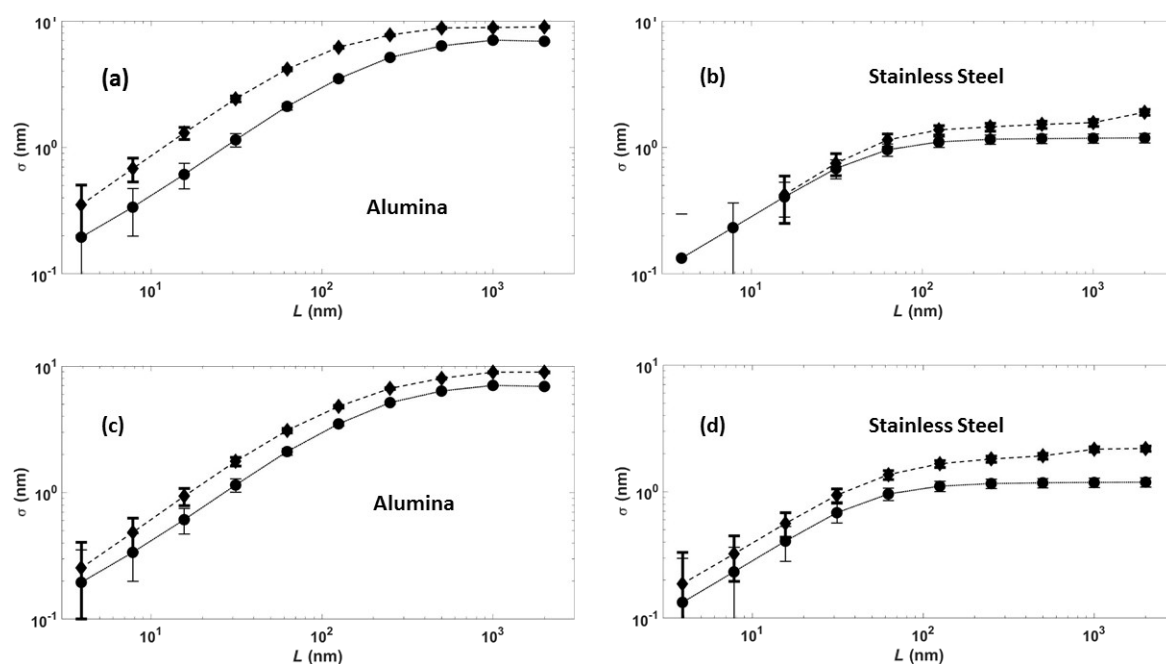 10¹
(a)
σ (nm)
10⁰
Alumina
10⁻¹
10¹
10²
10³
L (nm)
10¹
(b)
Stainless Steel
σ (nm)
10⁰
10⁻¹
10¹
10²
10³
L (nm)
10¹
(c)
σ (nm)
10⁰
Alumina
10⁻¹
10¹
10²
10³
L (nm)
10¹
(d)
Stainless Steel
σ (nm)
10⁰
10⁻¹
10¹
10²
10³
L (nm)